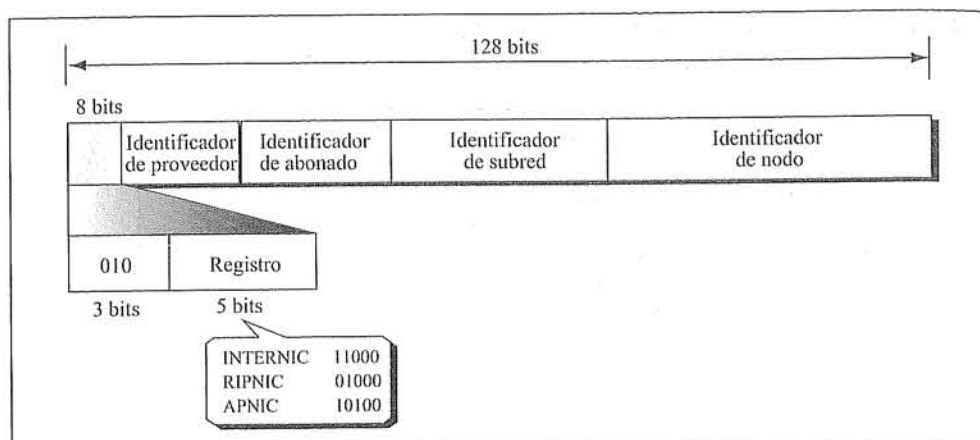 128 bits
8 bits
Identificador
de proveedor
Identificador
de abonado
Identificador
de subred
Identificador
de nodo
010
Registro
3 bits
5 bits
INTERNIC 11000
RIPNIC 01000
APNIC 10100